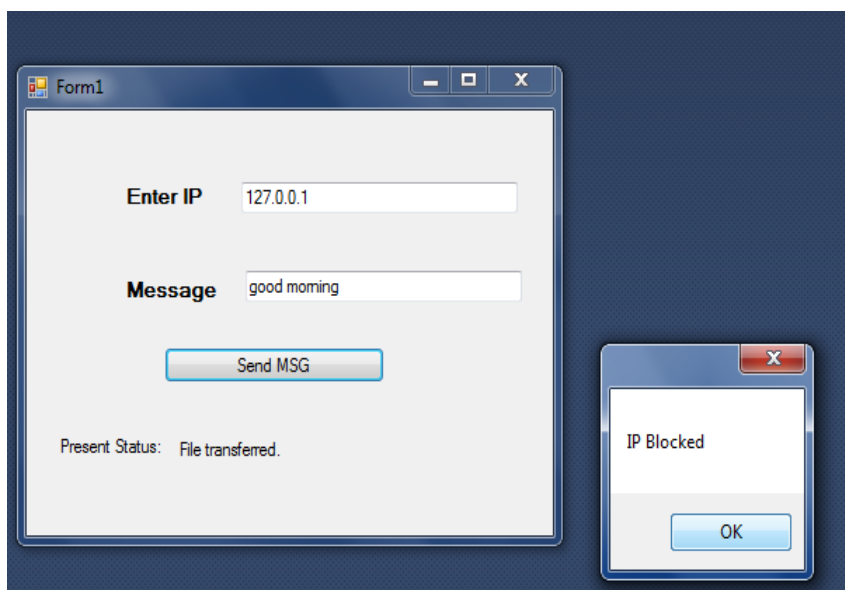 Form1
Enter IP 127.0.0.1
Message good morning
Send MSG
Present Status: File transferred.
IP Blocked
OK